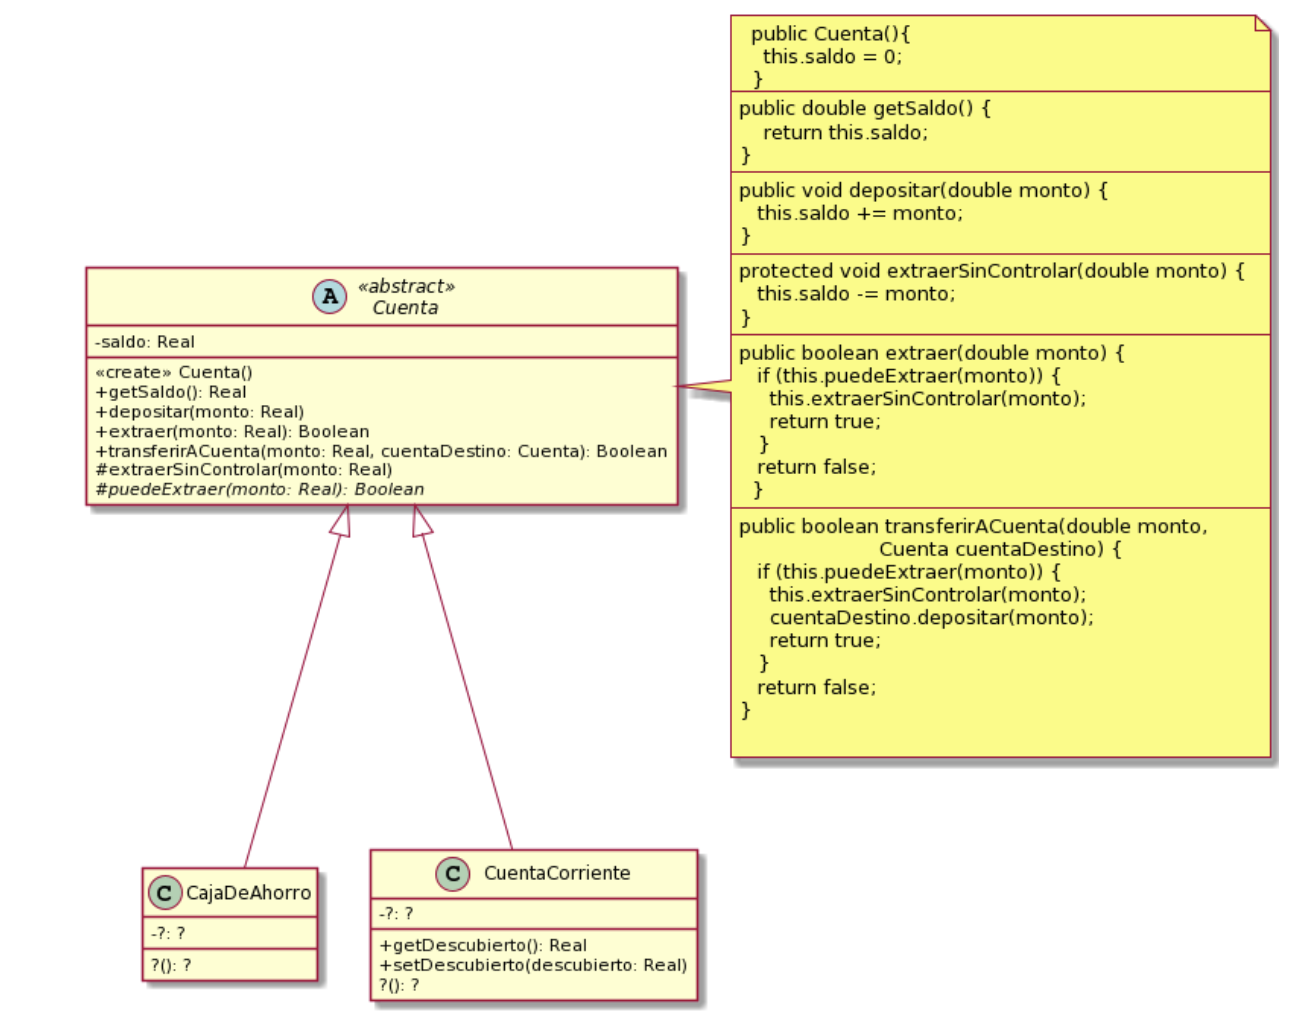 public Cuenta(){
this.saldo = 0;
}
public double getSaldo() {
return this.saldo;
}
public void depositar(double monto) {
this.saldo += monto;
}
protected void extraerSinControlar(double monto) {
this.saldo -= monto;
}
public boolean extraer(double monto) {
if (this.puedeExtraer(monto)) {
this.extraerSinControlar(monto);
return true;
}
return false;
}
public boolean transferirACuenta(double monto,
Cuenta cuentaDestino) {
if (this.puedeExtraer(monto)) {
this.extraerSinControlar(monto);
cuentaDestino.depositar(monto);
return true;
}
return false;
}
A
«abstract»
Cuenta
-saldo: Real
«create» Cuenta()
+getSaldo(): Real
+depositar(monto: Real)
+extraer(monto: Real): Boolean
+transferirACuenta(monto: Real, cuentaDestino: Cuenta): Boolean
#extraerSinControlar(monto: Real)
#puedeExtraer(monto: Real): Boolean
C CajaDeAhorro
-?: ?
?(): ?
C CuentaCorriente
-?: ?
+getDescubierto(): Real
+setDescubierto(descubierto: Real)
?(): ?